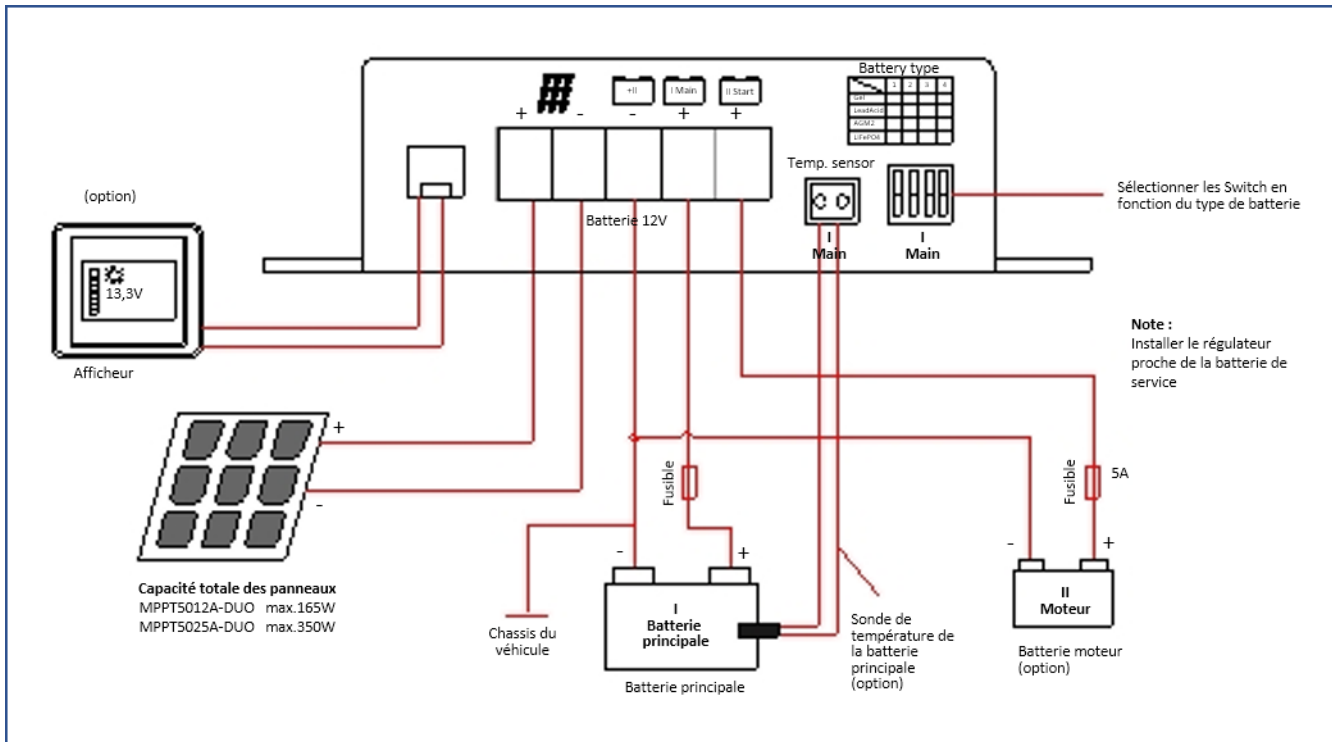 Battery type
1 2 3 4
Gel
LeadAcid
AGM2
LiFePO4
+II
I Main
II Start
+ - - + +
Temp. sensor
(option)
Batterie 12V
I
Main
I
Main
Sélectionner les Switch en
fonction du type de batterie
13,3V
Afficheur
Note :
Installer le régulateur
proche de la batterie de
service
+
-
Fusible
Fusible
5A
- +
- +
Capacité totale des panneaux
MPPT5012A-DUO max.165W
MPPT5025A-DUO max.350W
Chassis du
véhicule
I
Batterie
principale
Batterie principale
Sonde de
température de
la batterie
principale
(option)
II
Moteur
Batterie moteur
(option)